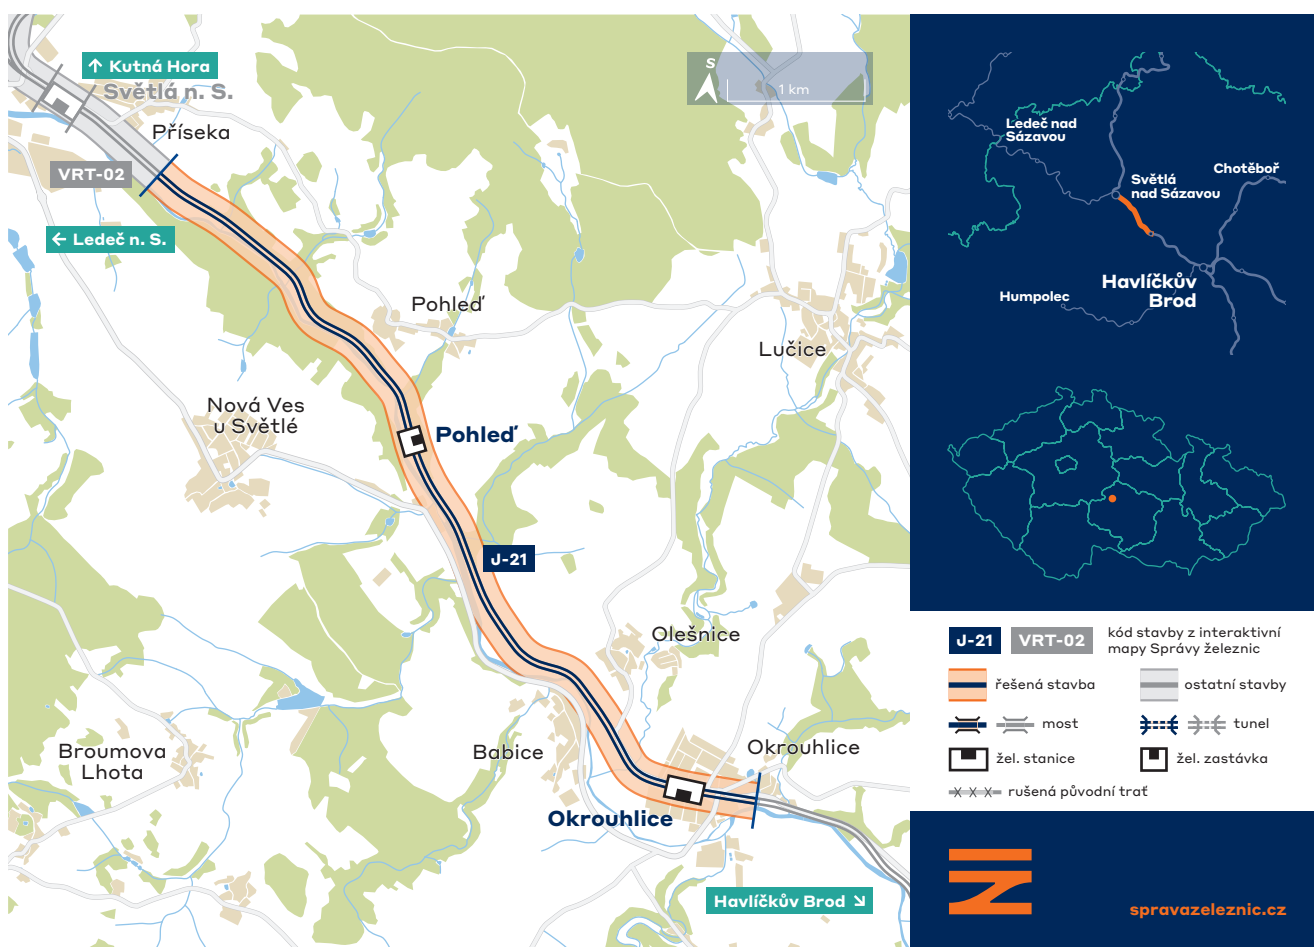 ↑ Kutná Hora
Světlá n. S.
Příseka
VRT-02
← Ledeč n. S.
S
1 km
Pohleď
Lučice
Nová Ves
u Světlé
Pohleď
J-21
Olešnice
Broumova
Lhota
Babice
Okrouhlice
Okrouhlice
Havlíčkův Brod ↘
Ledeč nad
Sázavou
Světlá
nad Sázavou
Chotěboř
Havlíčkův
Brod
Humpolec
J-21
VRT-02
kód stavby z interaktivní
mapy Správy železnic
řešená stavba
ostatní stavby
most
tunel
žel. stanice
žel. zastávka
rušená původní trať
spravazeleznic.cz